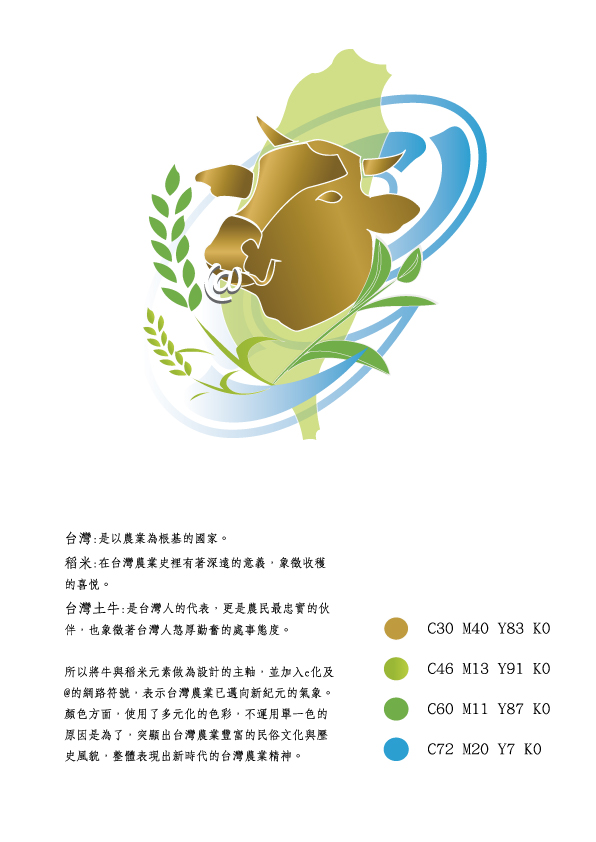 @
台灣:是以農業為根基的國家。
稻米:在台灣農業史裡有著深遠的意義，象徵收穫
的喜悅。
台灣土牛:是台灣人的代表，更是農民最忠實的伙
伴，也象徵著台灣人憨厚勤奮的處事態度。
所以將牛與稻米元素做為設計的主軸，並加入e化及
@的網路符號，表示台灣農業已邁向新紀元的氣象。
顏色方面，使用了多元化的色彩，不運用單一色的
原因是為了，突顯出台灣農業豐富的民俗文化與歷
史風貌，整體表現出新時代的台灣農業精神。
C30 M40 Y83 K0
C46 M13 Y91 K0
C60 M11 Y87 K0
C72 M20 Y7 K0